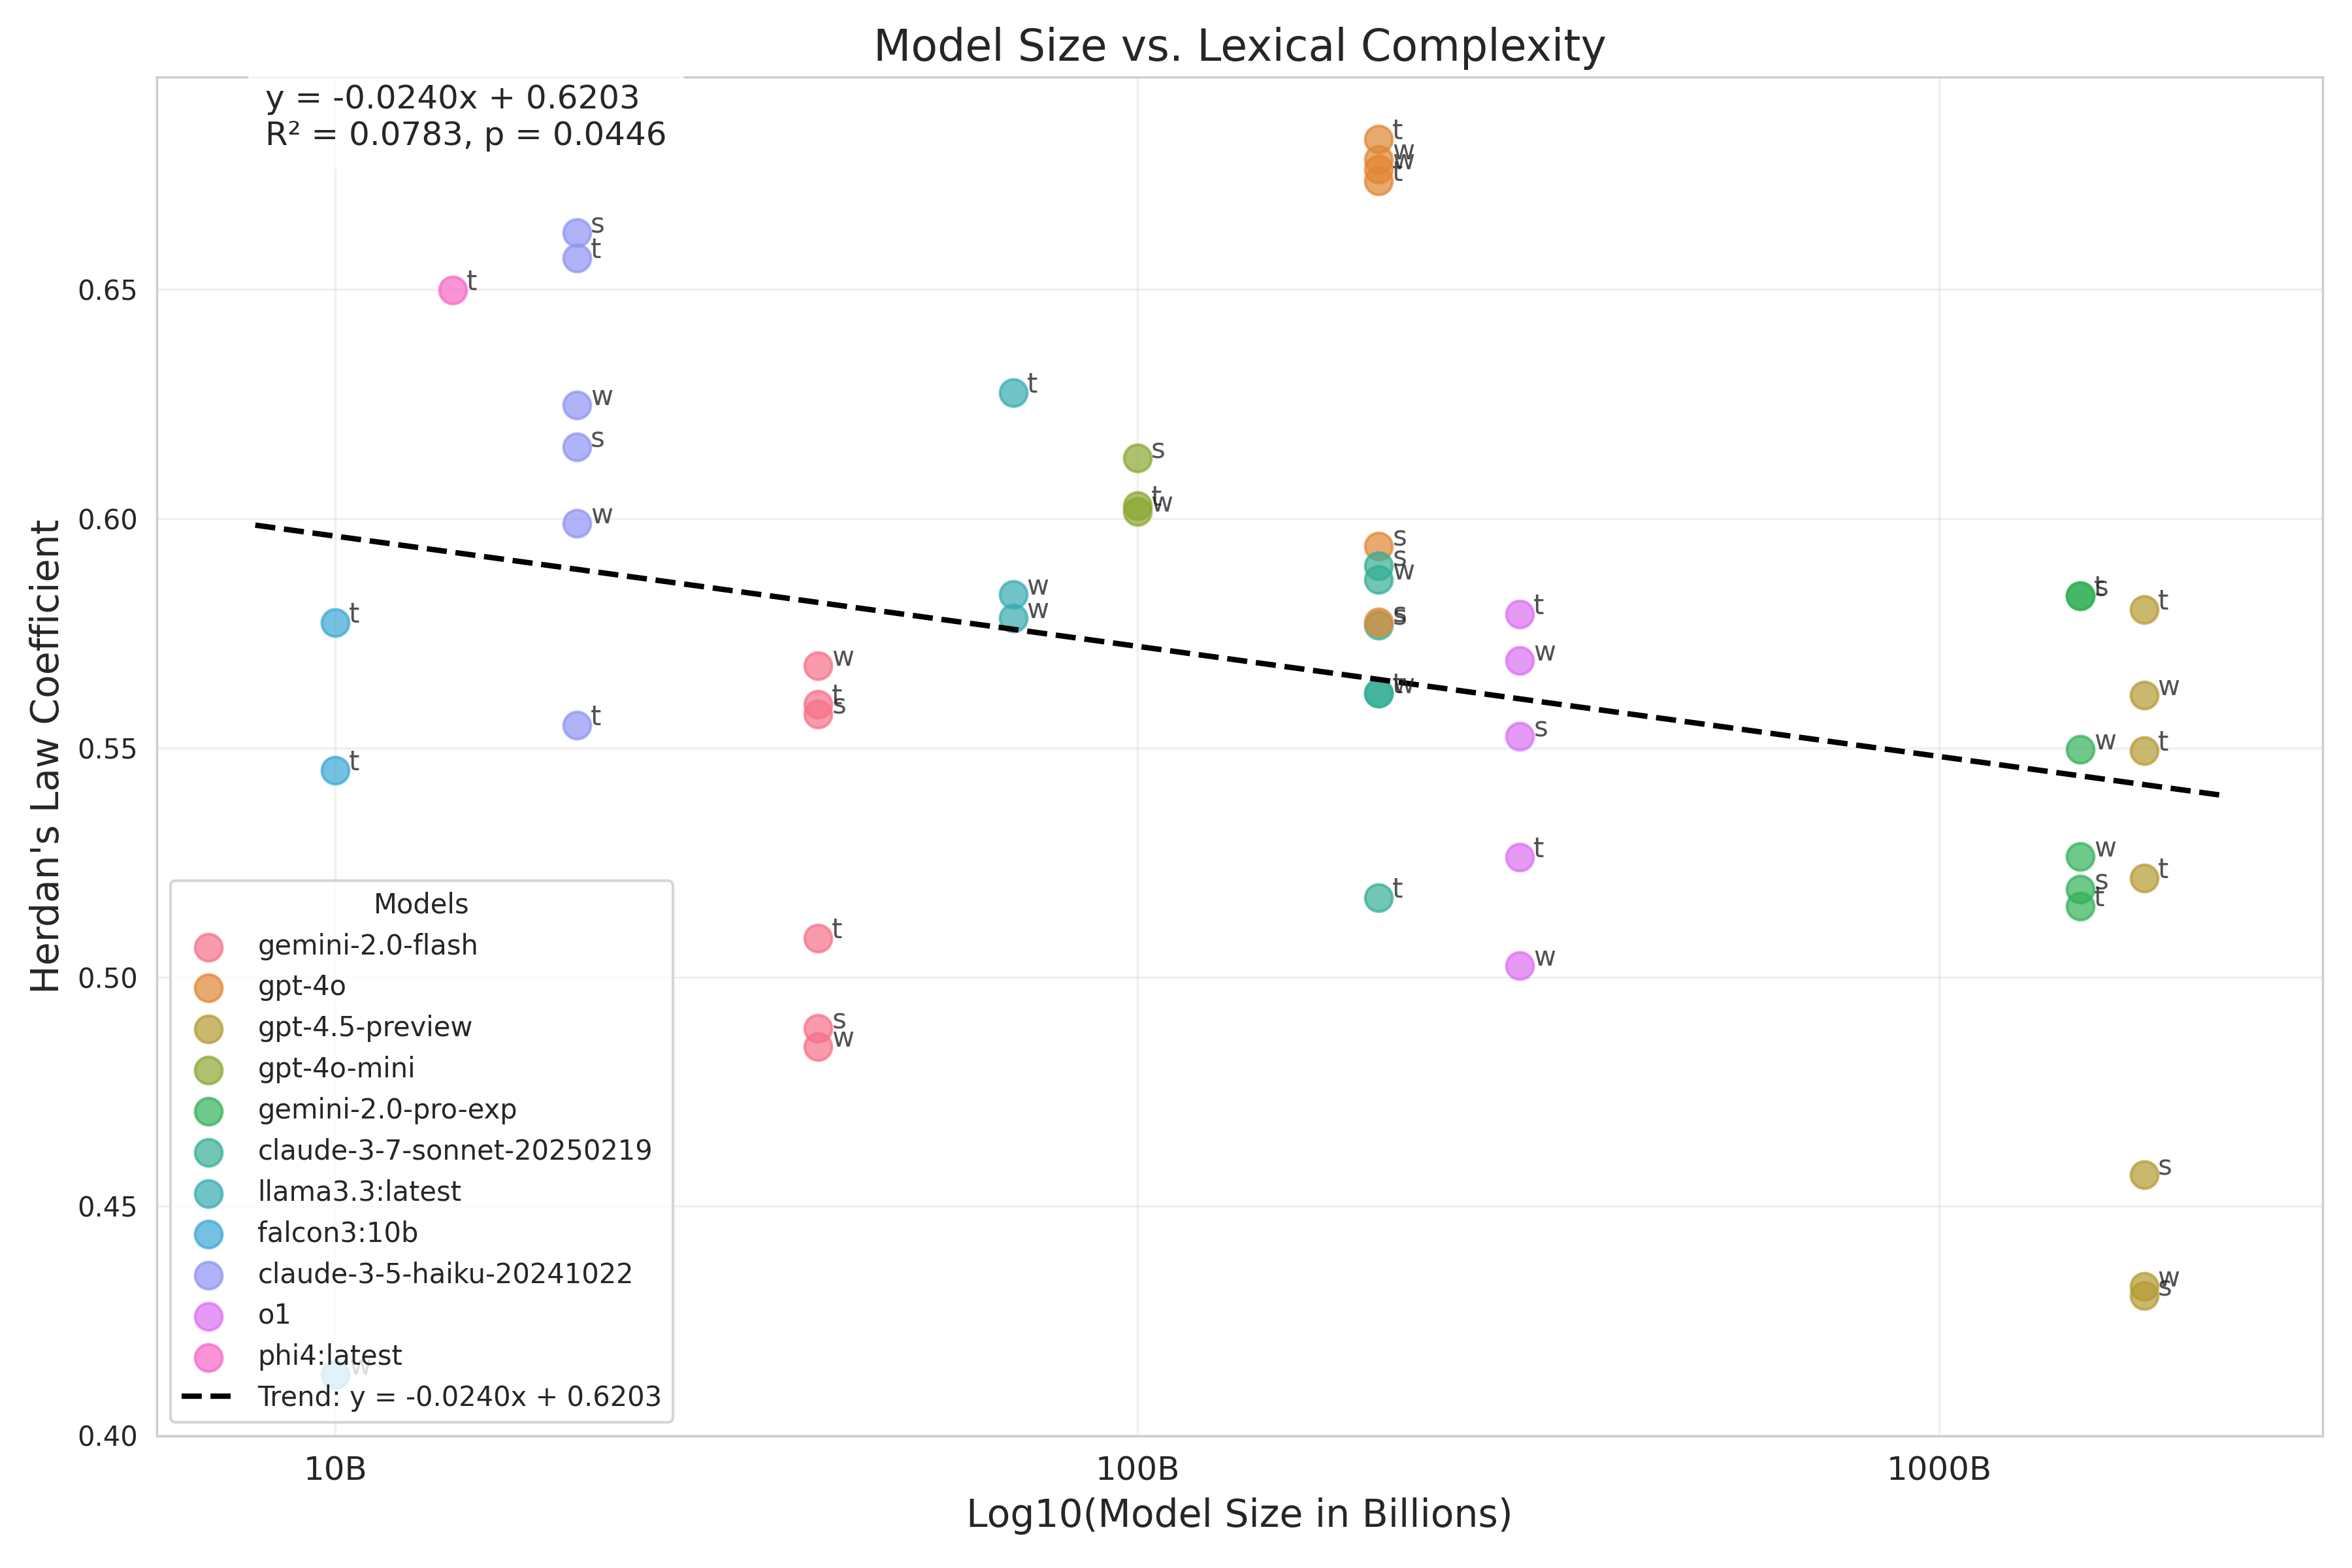 Model Size vs. Lexical Complexity
y = -0.0240x + 0.6203
R² = 0.0783, p = 0.0446
Herdan's Law Coefficient
0.65
0.60
0.55
0.50
0.45
0.40
t
w
w
t
s
t
t
w
s
w
t
t
t
w
t
s
t
s
w
t
w
w
s
t
w
s
s
w
s
s
t
w
t
t
w
s
t
w
t
s
w
w
s
t
t
w
t
t
s
w
s
w
Models
gemini-2.0-flash
gpt-4o
gpt-4.5-preview
gpt-4o-mini
gemini-2.0-pro-exp
claude-3-7-sonnet-20250219
llama3.3:latest
falcon3:10b
claude-3-5-haiku-20241022
o1
phi4:latest
Trend: y = -0.0240x + 0.6203
10B
100B
1000B
Log10(Model Size in Billions)